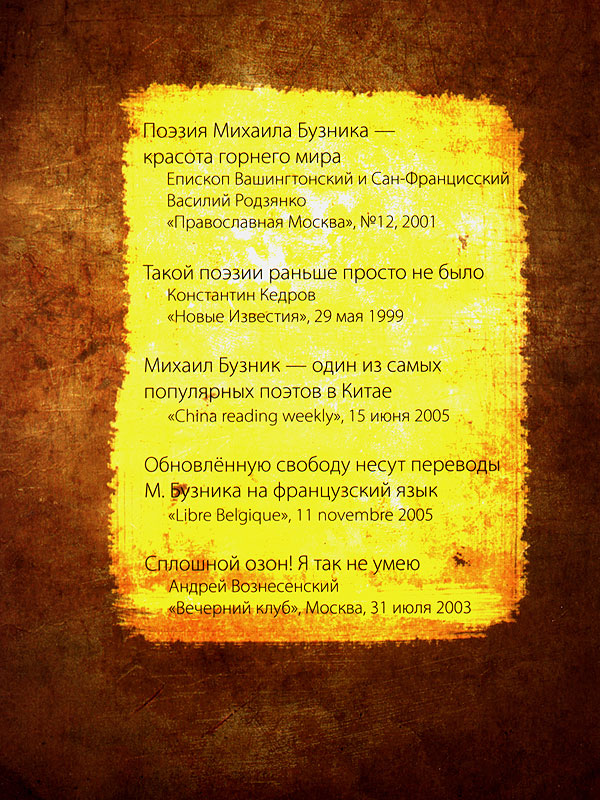 Поэзия Михаила Бузника —
красота горнего мира
Епископ Вашингтонский и Сан-Францисский
Василий Родзянко
«Православная Москва», №12, 2001
Такой поэзии раньше просто не было
Константин Кедров
«Новые Известия», 29 мая 1999
Михаил Бузник — один из самых
популярных поэтов в Китае
«China reading weekly», 15 июня 2005
Обновлённую свободу несут переводы
М. Бузника на французский язык
«Libre Belgique», 11 novembre 2005
Сплошной озон! Я так не умею
Андрей Вознесенский
«Вечерний клуб», Москва, 31 июля 2003